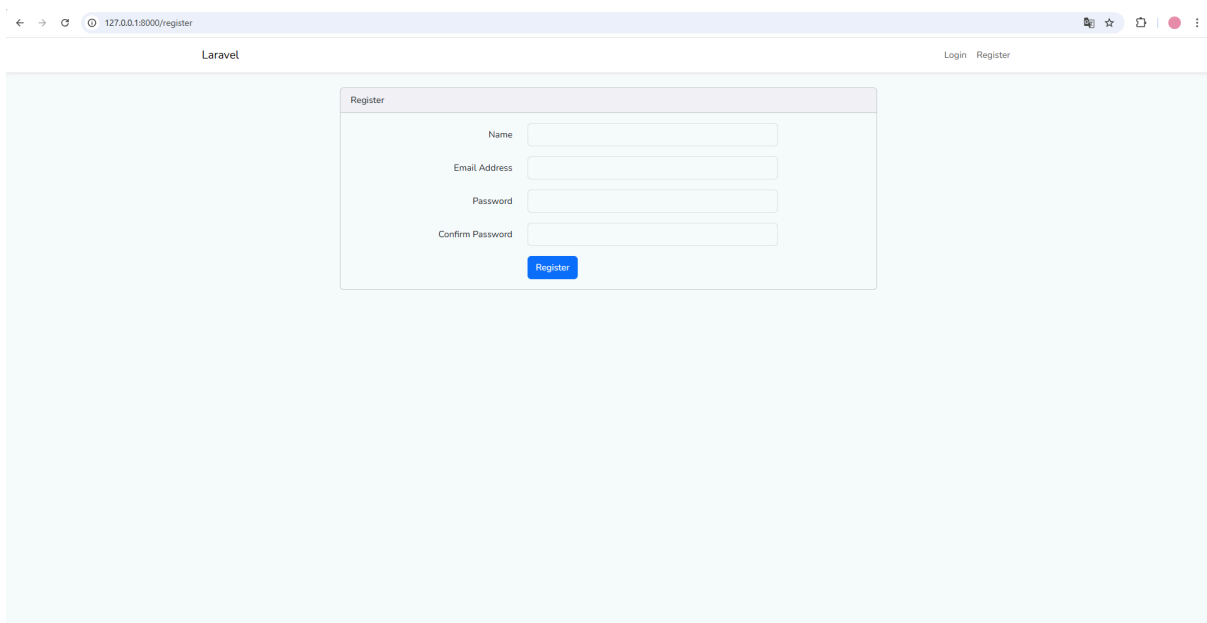 127.0.0.1:8000/register
Laravel
Login Register
Register
Name
Email Address
Password
Confirm Password
Register